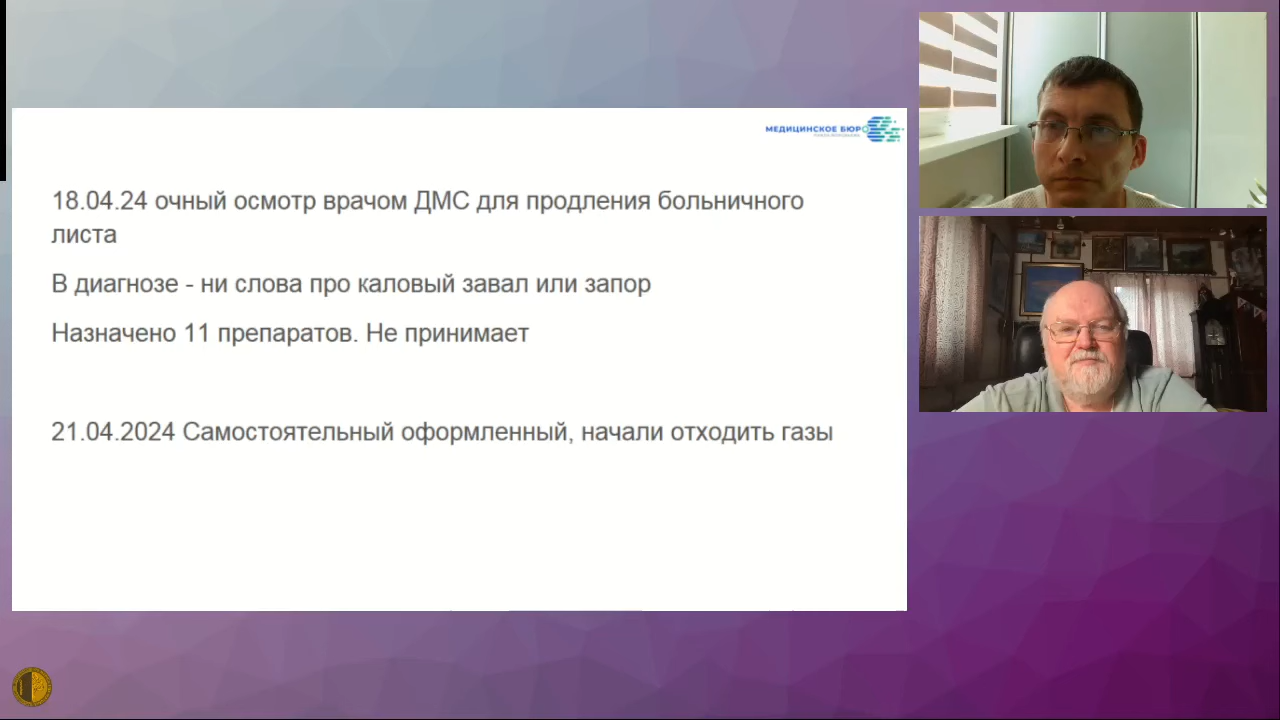 МЕДИЦИНСКОЕ БЮРО
18.04.24 очный осмотр врачом ДМС для продления больничного
листа
В диагнозе - ни слова про каловый завал или запор
Назначено 11 препаратов. Не принимает
21.04.2024 Самостоятельный оформленный, начали отходить газы